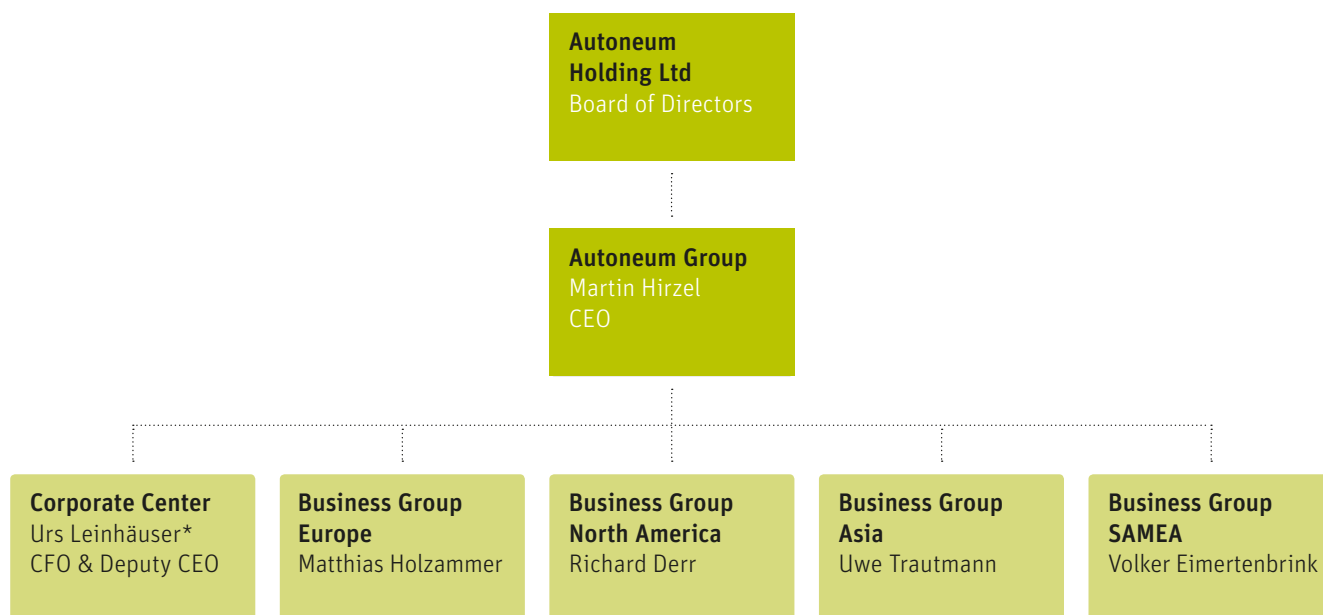 Autoneum
Holding Ltd
Board of Directors
Autoneum Group
Martin Hirzel
CEO
Corporate Center
Urs Leinhäuser*
CFO & Deputy CEO
Business Group
Europe
Matthias Holzammer
Business Group
North America
Richard Derr
Business Group
Asia
Uwe Trautmann
Business Group
SAMEA
Volker Eimertenbrink